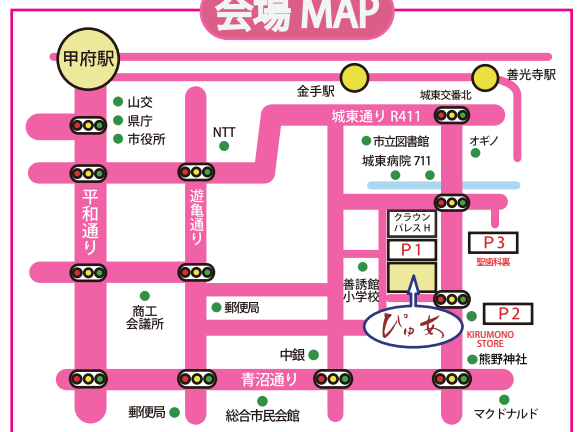 会場 MAP
甲府駅
善光寺駅
金手駅
城東交番北
山交
県庁
市役所
NTT
城東通り R411
市立図書館
オギノ
城東病院 711
平和通り
遊亀通り
クラウン
パレスH
P1
P3
聖歯科裏
善誘館
小学校
商工
会議所
郵便局
ぴゅあ
P2
KIRUMONO
STORE
中銀
熊野神社
青沼通り
郵便局
総合市民会館
マクドナルド